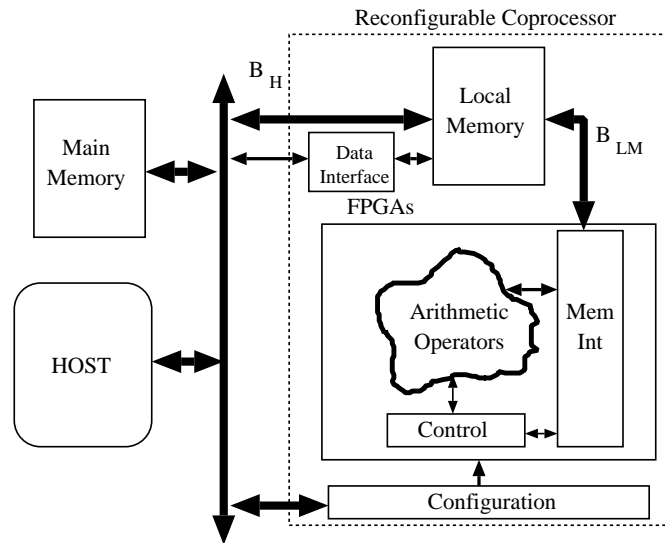 Reconfigurable Coprocessor
B H
Local
Memory
B LM
Main
Memory
Data
Interface
FPGAs
Arithmetic
Operators
Mem
Int
HOST
Control
Configuration